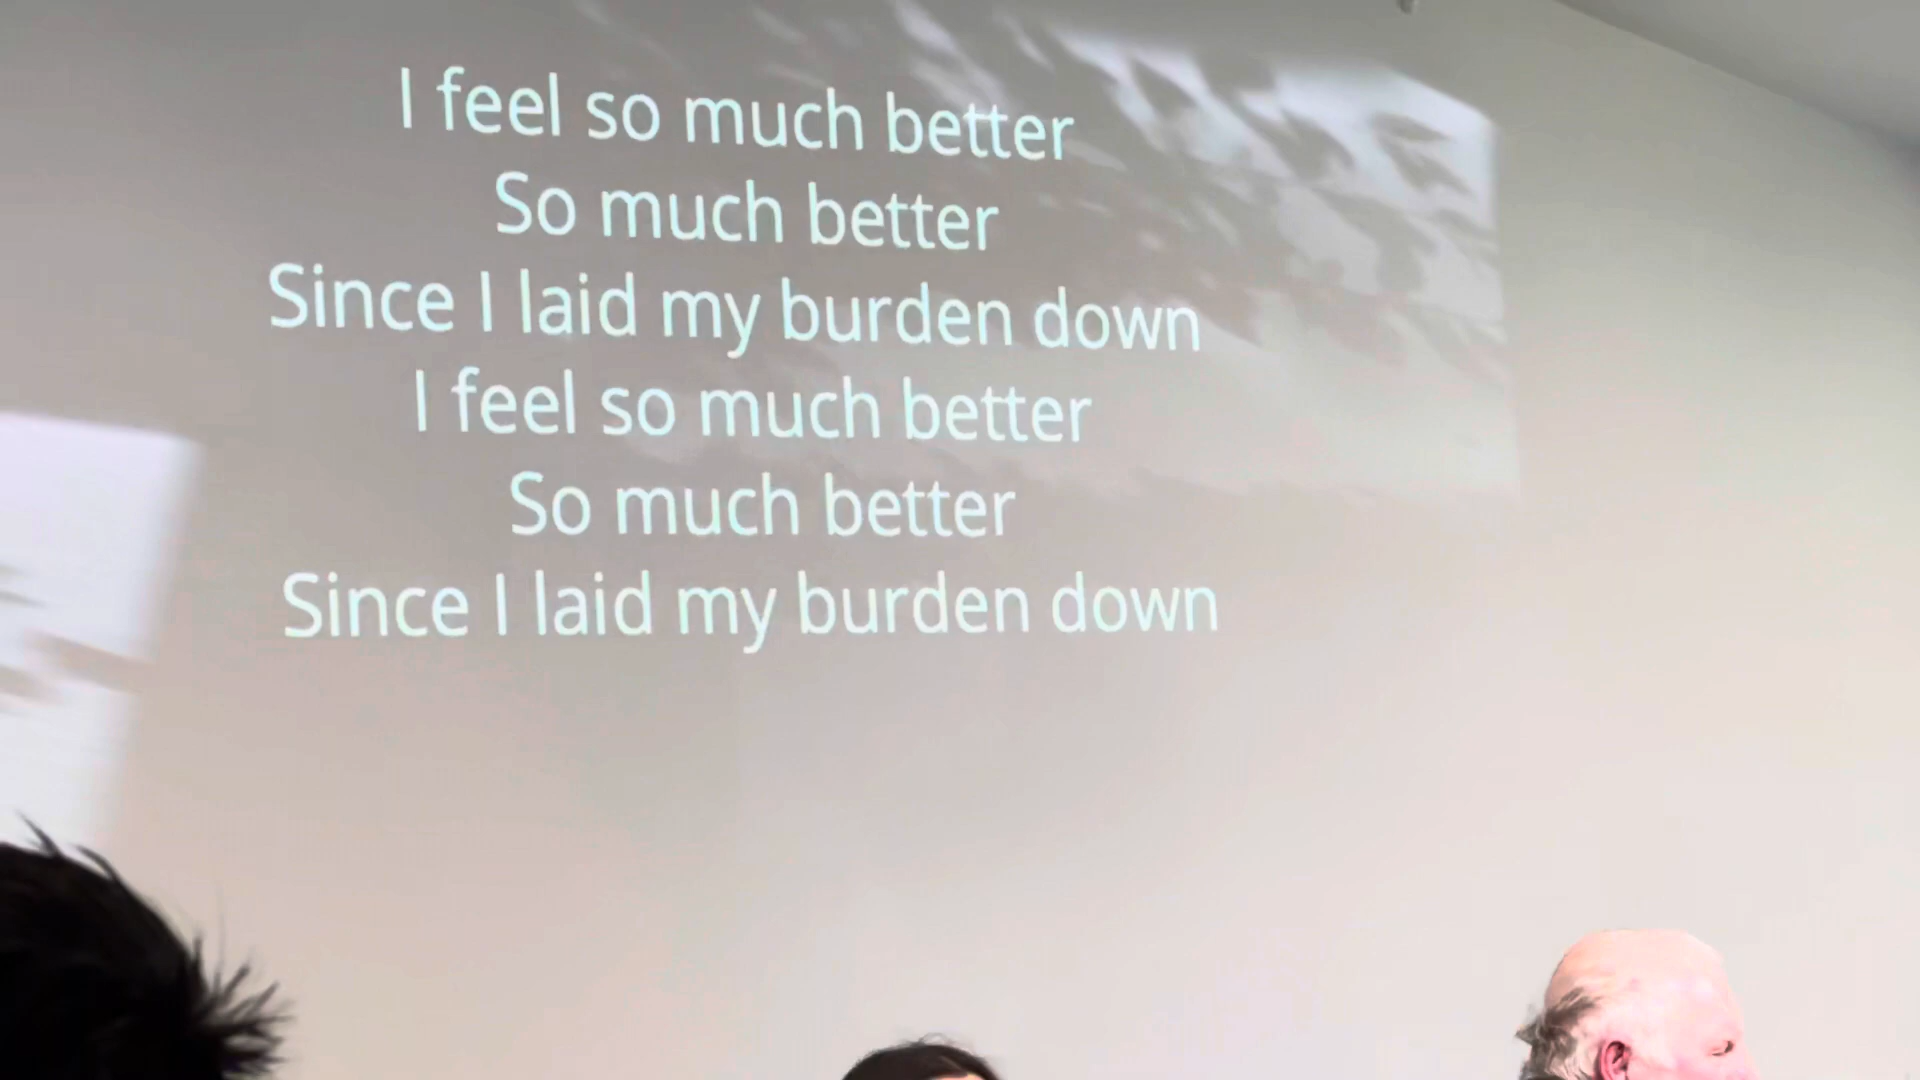 I feel so much better
So much better
Since I laid my burden down
I feel so much better
So much better
Since I laid my burden down